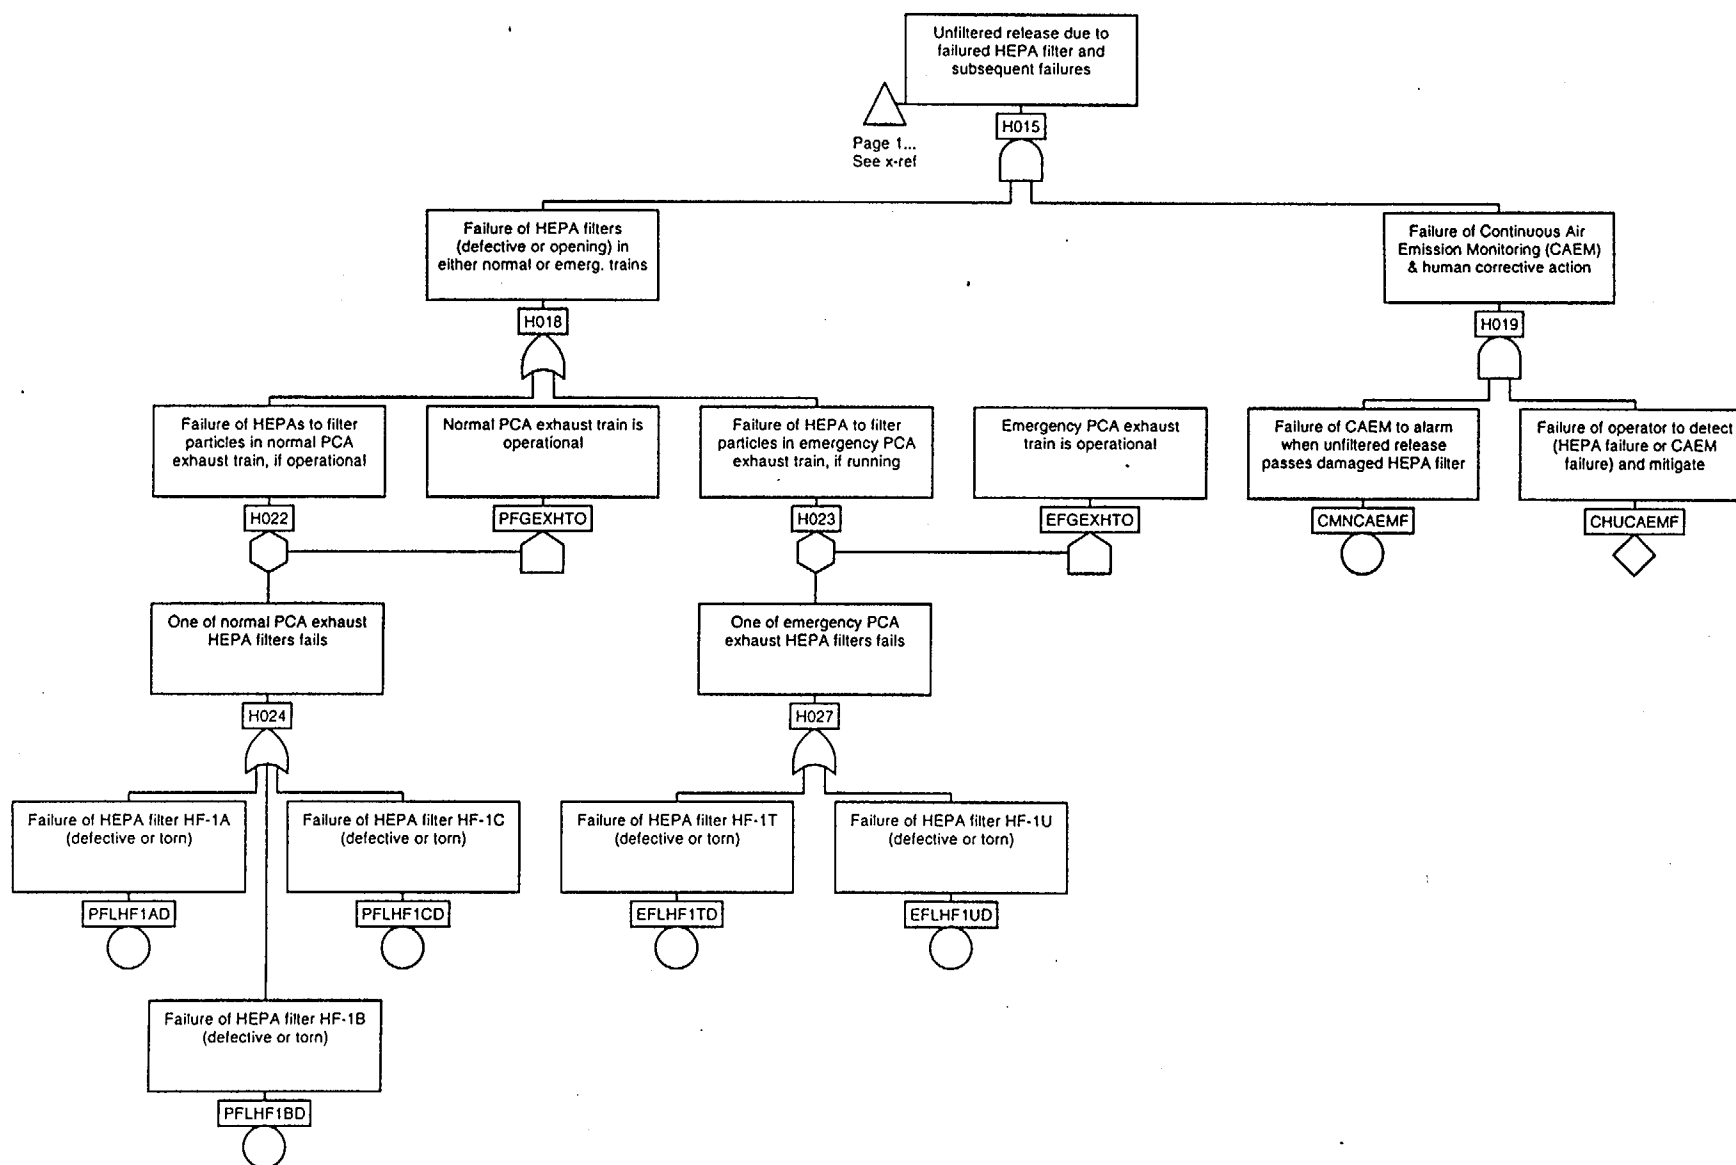 Unfiltered release due to
failured HEPA filter and
subsequent failures
Page 1...
See x-ref
H015
Failure of HEPA filters
(defective or opening) in
either normal or emerg. trains
H018
Failure of Continuous Air
Emission Monitoring (CAEM)
& human corrective action
H019
Failure of HEPAs to filter
particles in normal PCA
exhaust train, if operational
H022
Normal PCA exhaust train is
operational
PFGEXHTO
Failure of HEPA to filter
particles in emergency PCA
exhaust train, if running
H023
Emergency PCA exhaust
train is operational
EFGEXHTO
Failure of CAEM to alarm
when unfiltered release
passes damaged HEPA filter
CMNCAEMF
Failure of operator to detect
(HEPA failure or CAEM
failure) and mitigate
CHUCAEMF
One of normal PCA exhaust
HEPA filters fails
H024
One of emergency PCA
exhaust HEPA filters fails
H027
Failure of HEPA filter HF-1A
(defective or torn)
PFLHF1AD
Failure of HEPA filter HF-1C
(defective or torn)
PFLHF1CD
Failure of HEPA filter HF-1T
(defective or torn)
EFLHF1TD
Failure of HEPA filter HF-1U
(defective or torn)
EFLHF1UD
Failure of HEPA filter HF-1B
(defective or torn)
PFLHF1BD